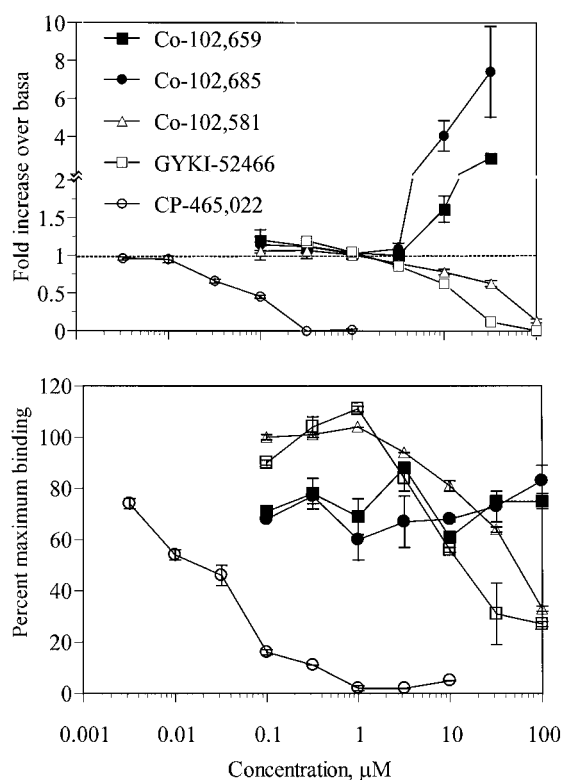 Fold increase over basa
10
8
6
4
2
2
1.5
1
0.5
0
Co-102,659
Co-102,685
Co-102,581
GYKI-52466
CP-465,022
Percent maximum binding
120
100
80
60
40
20
0
0.001
0.01
0.1
1
10
100
Concentration, μM